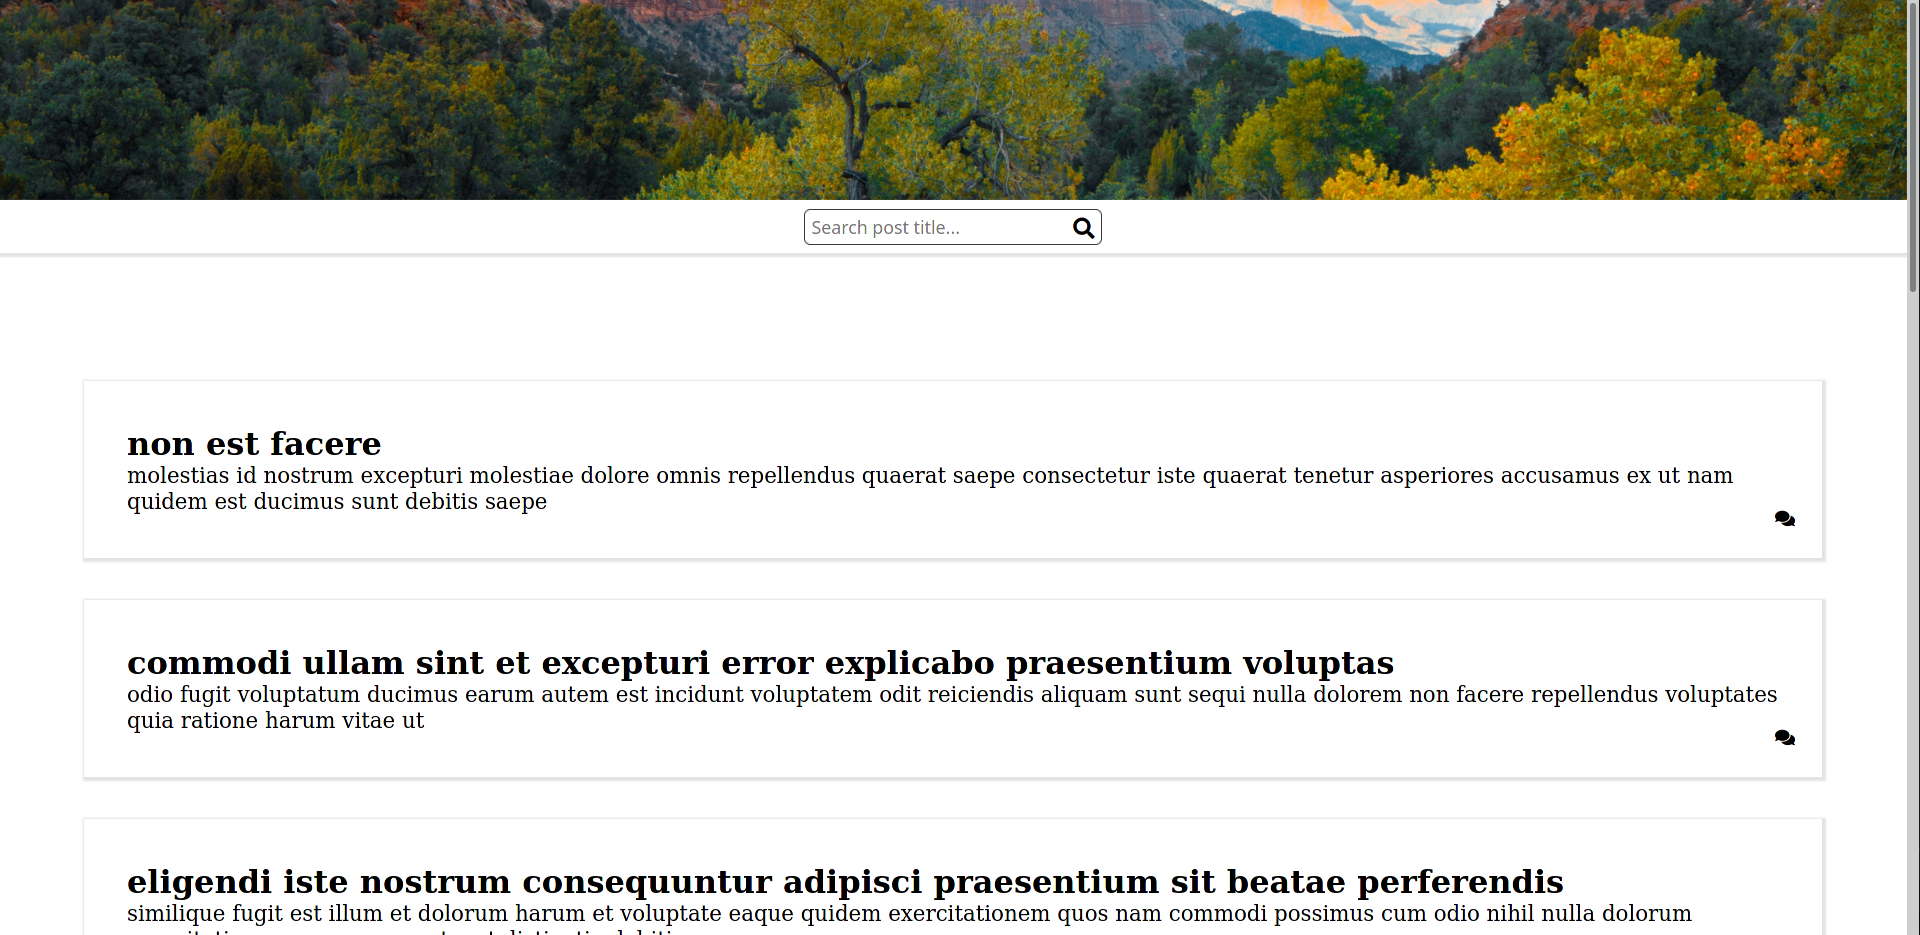 Search post title...
non est facere
molestias id nostrum excepturi molestiae dolore omnis repellendus quaerat saepe consectetur iste quaerat tenetur asperiores accusamus ex ut nam
quidem est ducimus sunt debitis saepe
commodi ullam sint et excepturi error explicabo praesentium voluptas
odio fugit voluptatum ducimus earum autem est incidunt voluptatem odit reiciendis aliquam sunt sequi nulla dolorem non facere repellendus voluptates
quia ratione harum vitae ut
eligendi iste nostrum consequuntur adipisci praesentium sit beatae perferendis
similique fugit est illum et dolorum harum et voluptate eaque quidem exercitationem quos nam commodi possimus cum odio nihil nulla dolorum